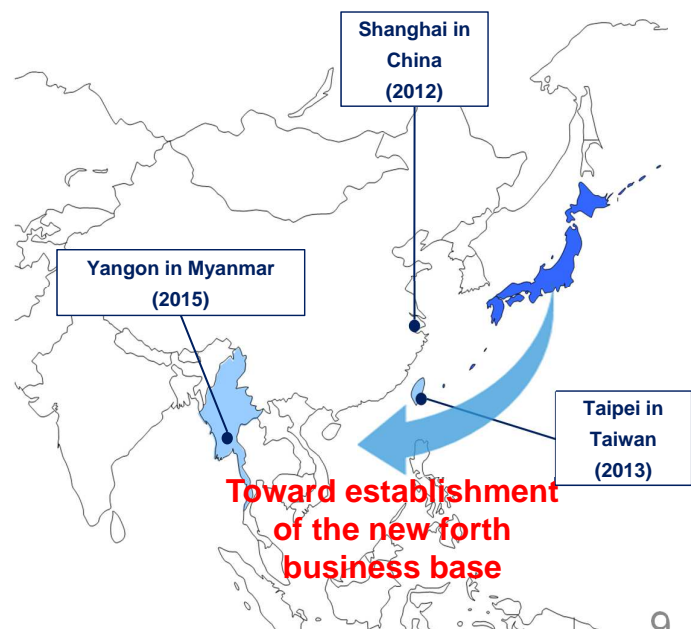 Shanghai in
China
(2012)
Yangon in Myanmar
(2015)
Taipei in
Taiwan
(2013)
Toward establishment
of the new forth
business base
9